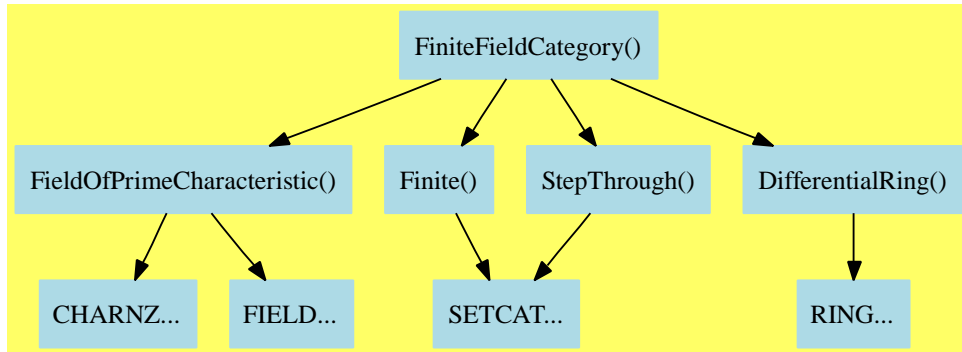 FiniteFieldCategory()
FieldOfPrimeCharacteristic()
Finite()
StepThrough()
DifferentialRing()
CHARNZ...
FIELD...
SETCAT...
RING...